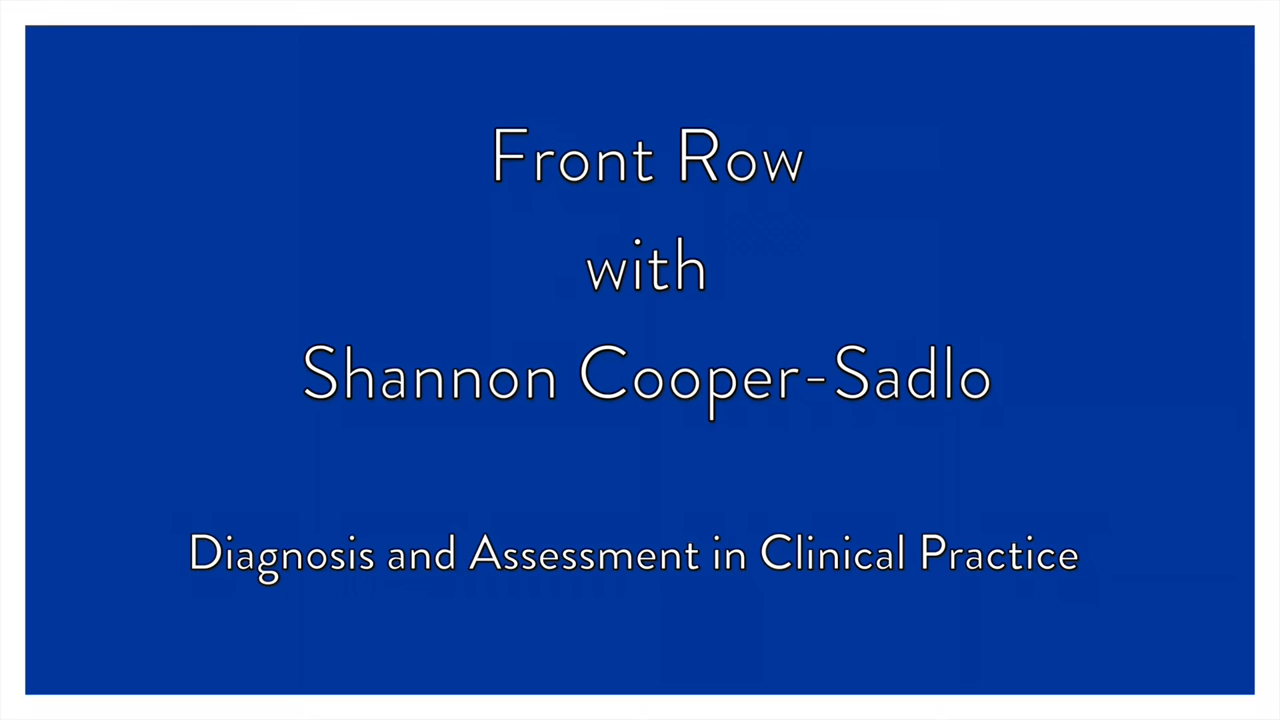 Front Row
with
Shannon Cooper-Sadlo
Diagnosis and Assessment in Clinical Practice